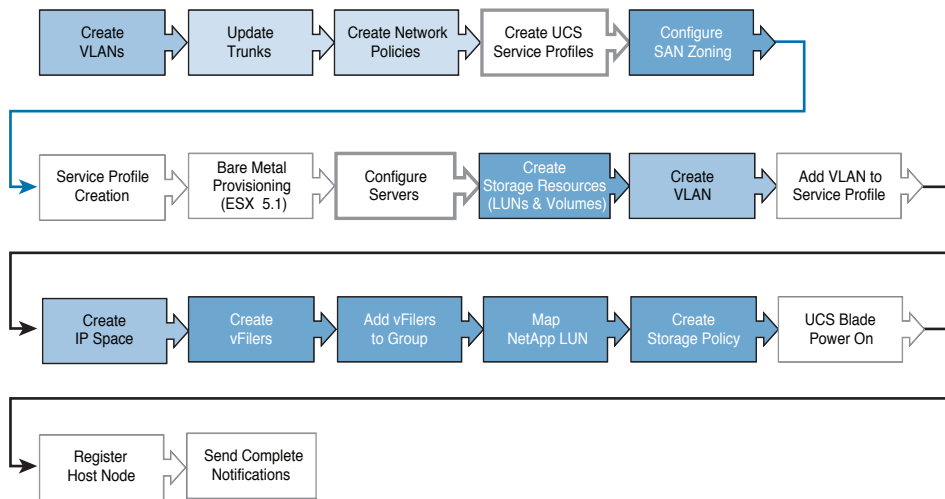 Create
VLANs
Update
Trunks
Create Network
Policies
Create UCS
Service Profiles
Configure
SAN Zoning
Service Profile
Creation
Bare Metal
Provisioning
(ESX 5.1)
Configure
Servers
Create
Storage Resources
(LUNs & Volumes)
Create
VLAN
Add VLAN to
Service Profile
Create
IP Space
Create
vFilers
Add vFilers
to Group
Map
NetApp LUN
Create
Storage Policy
UCS Blade
Power On
Register
Host Node
Send Complete
Notifications